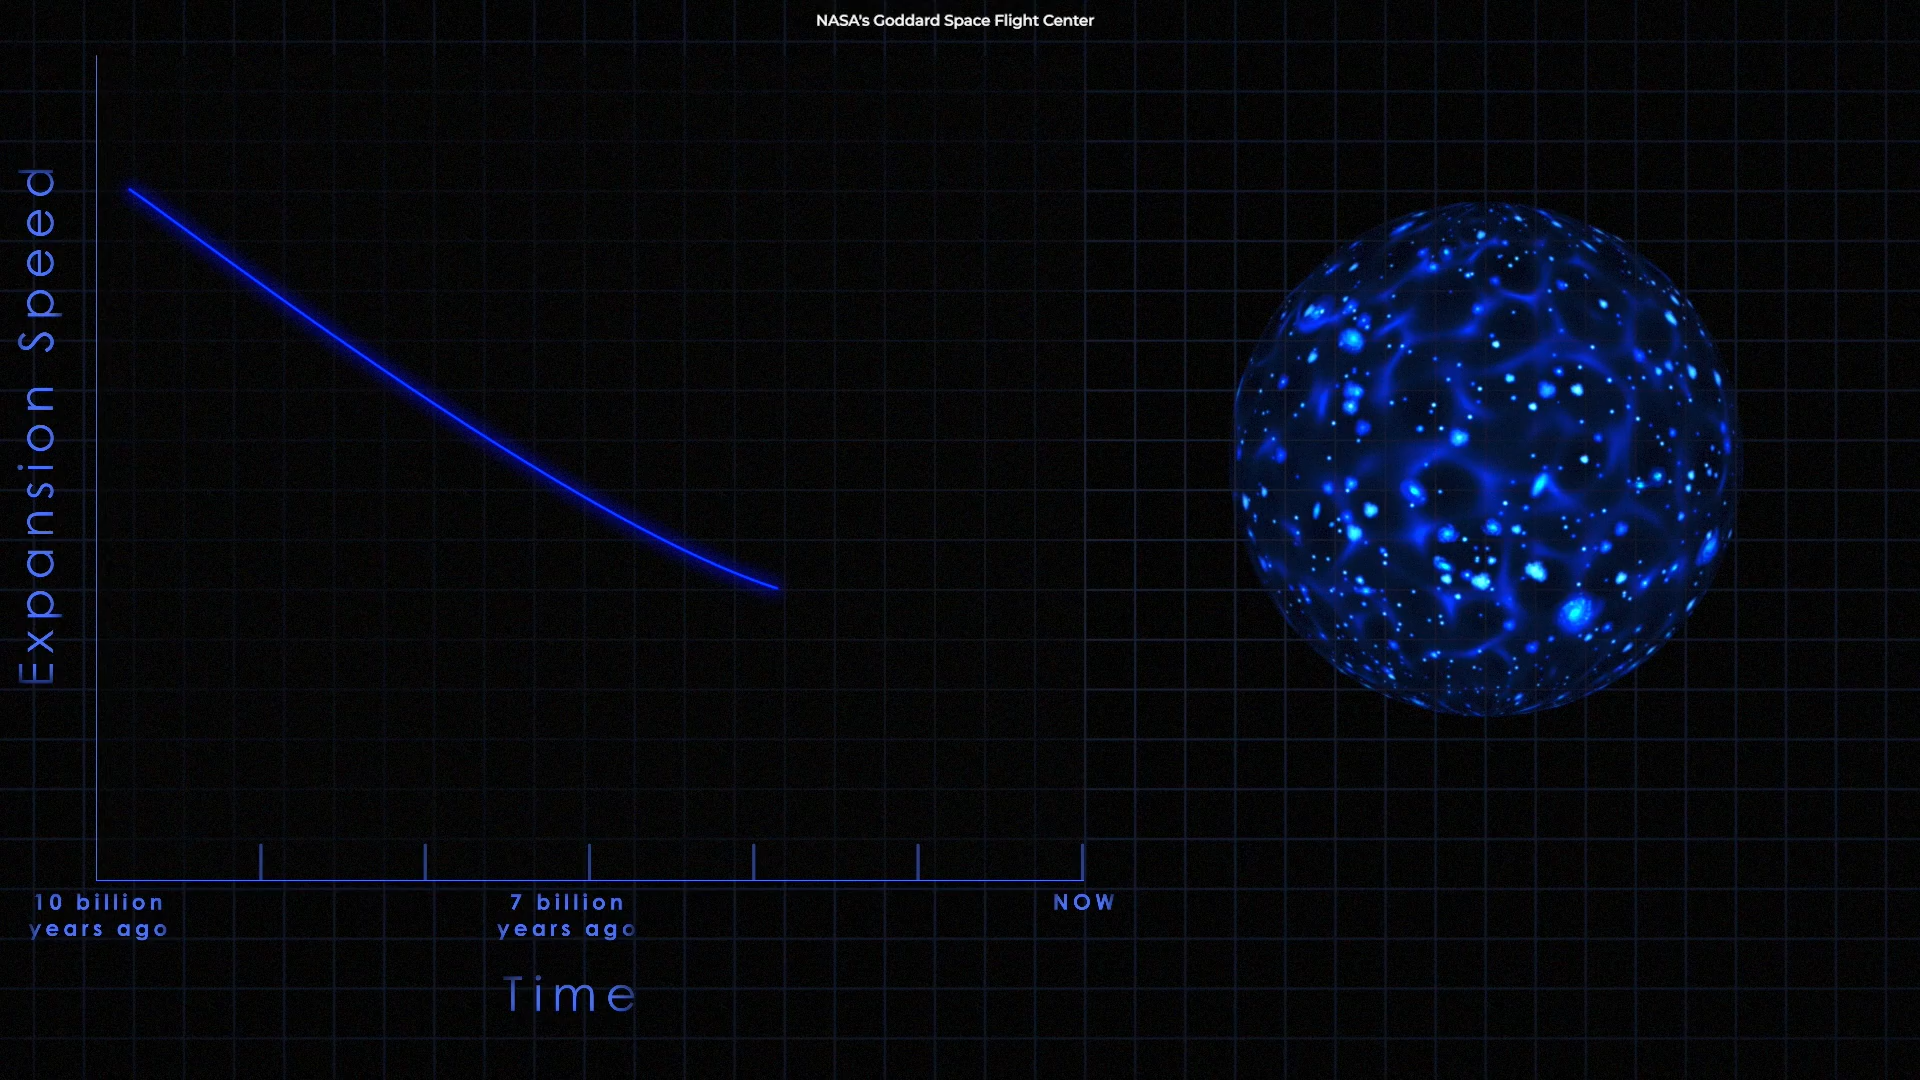 NASA's Goddard Space Flight Center
Expansion Speed
10 billion
years ago
7 billion
years ago
NOW
Time